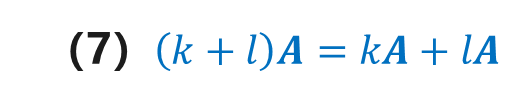 (7) (k + l)A = kA + lA